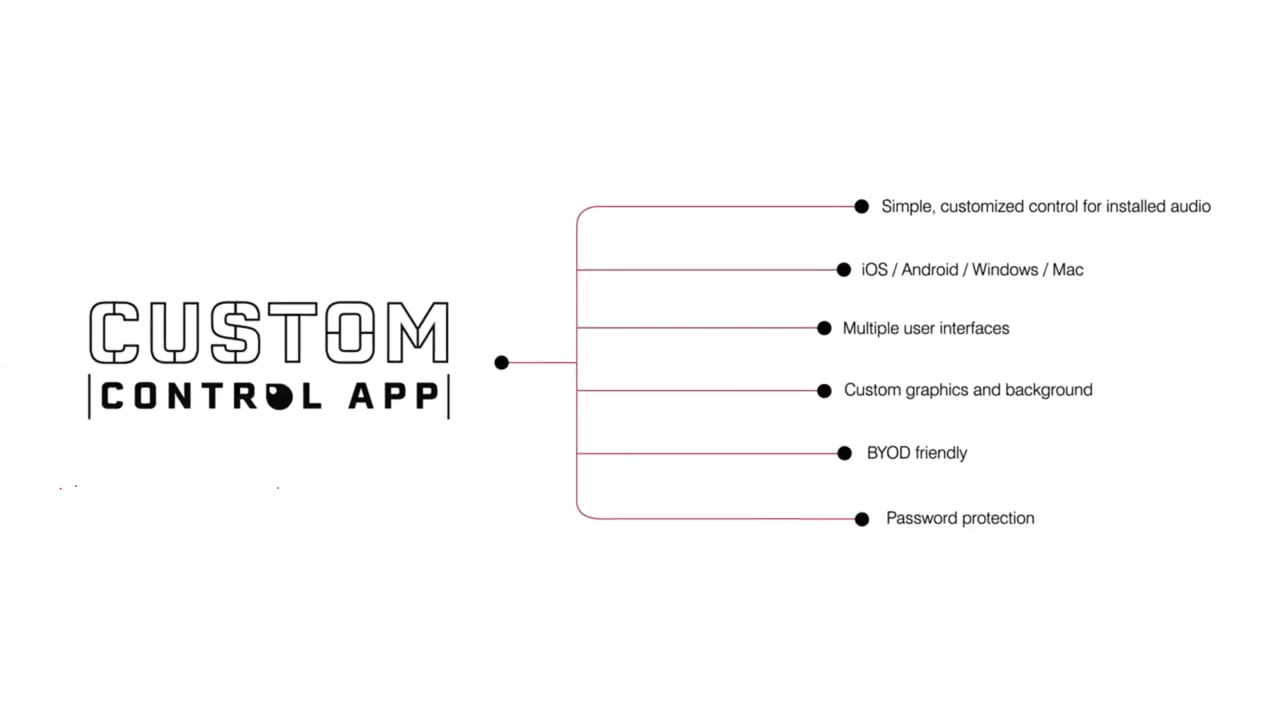 CUSTOM
CONTROL APP
Simple, customized control for installed audio
iOS / Android / Windows / Mac
Multiple user interfaces
Custom graphics and background
BYOD friendly
Password protection